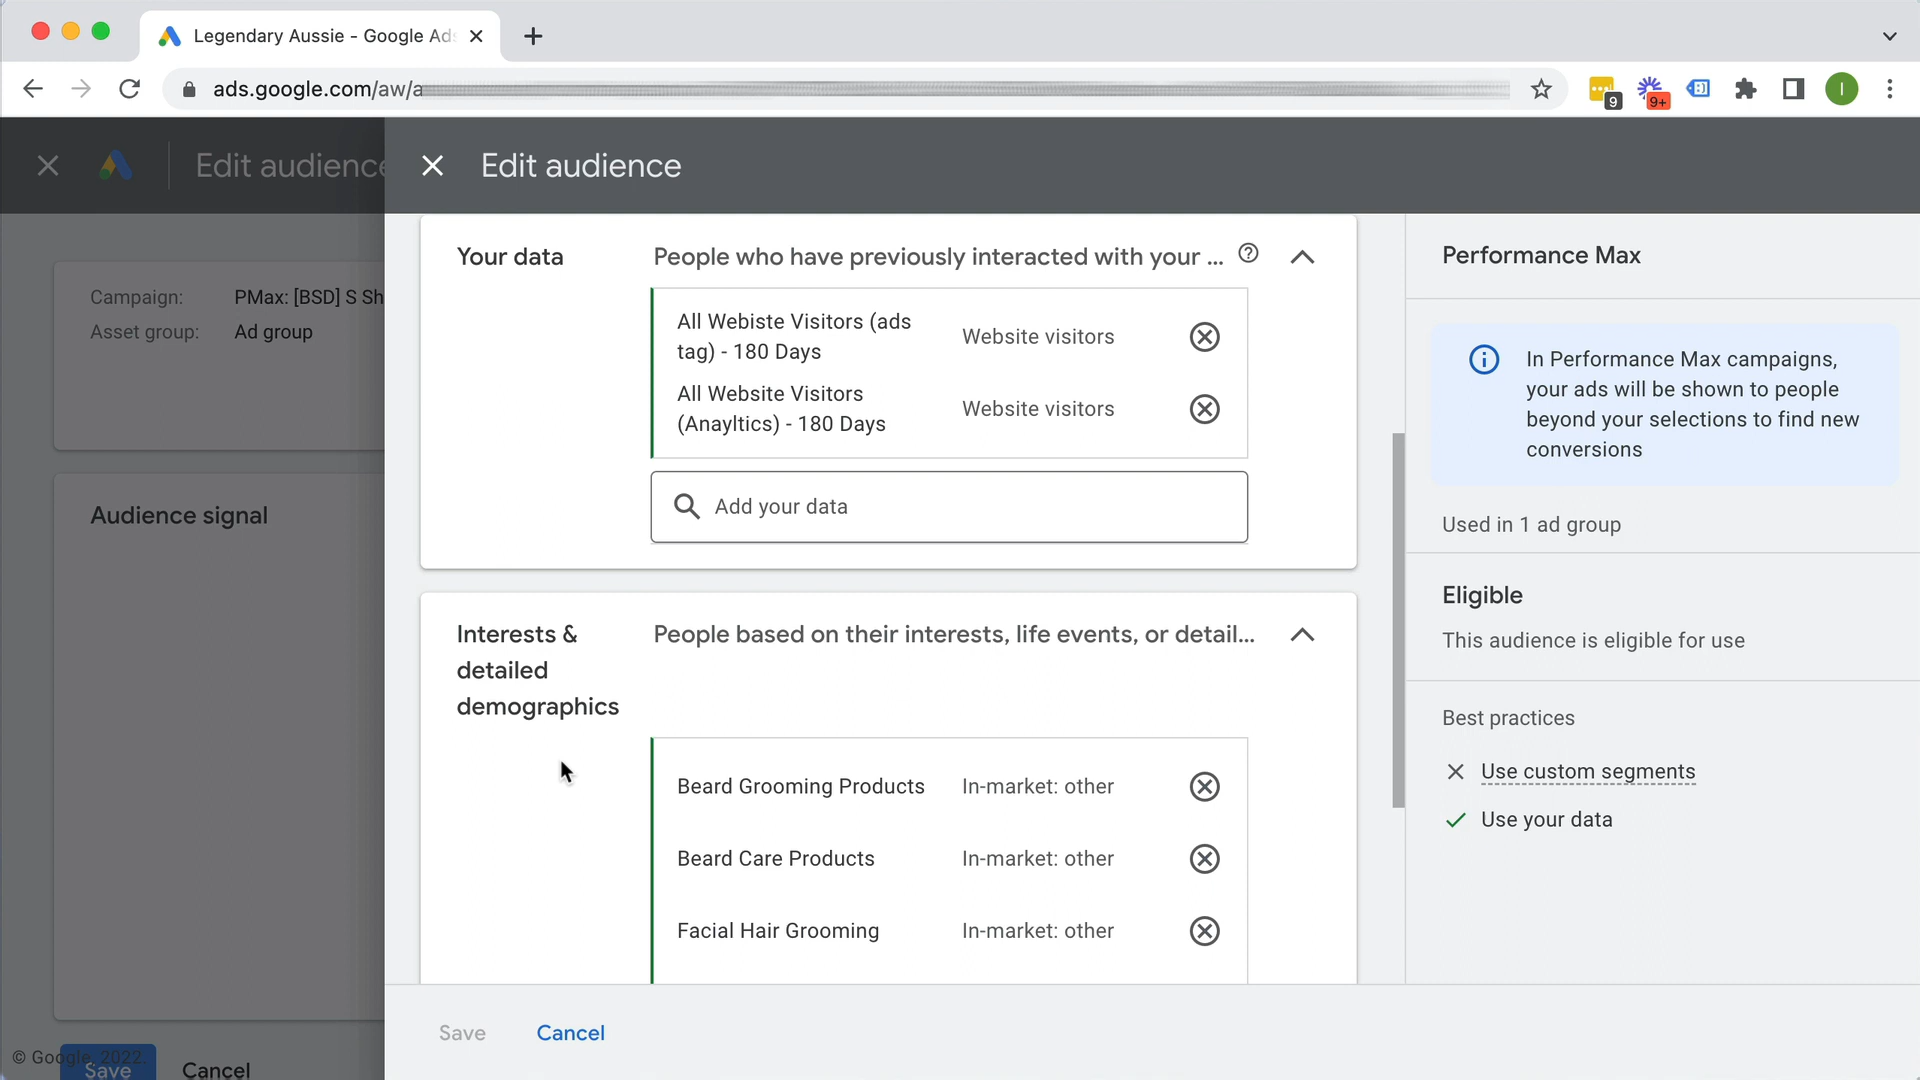 Legendary Aussie - Google Ads
ads.google.com/aw/a
9
9+
I
Edit audience
Edit audience
Campaign: PMax: [BSD] S Sh
Asset group: Ad group
Audience signal
Your data
People who have previously interacted with your ...
All Webiste Visitors (ads
tag) - 180 Days
Website visitors
All Website Visitors
(Anayltics) - 180 Days
Website visitors
Add your data
Interests &
detailed
demographics
People based on their interests, life events, or detail...
Beard Grooming Products In-market: other
Beard Care Products In-market: other
Facial Hair Grooming In-market: other
Save Cancel
Performance Max
In Performance Max campaigns,
your ads will be shown to people
beyond your selections to find new
conversions
Used in 1 ad group
Eligible
This audience is eligible for use
Best practices
Use custom segments
Use your data
© Google, 2022.
Save Cancel